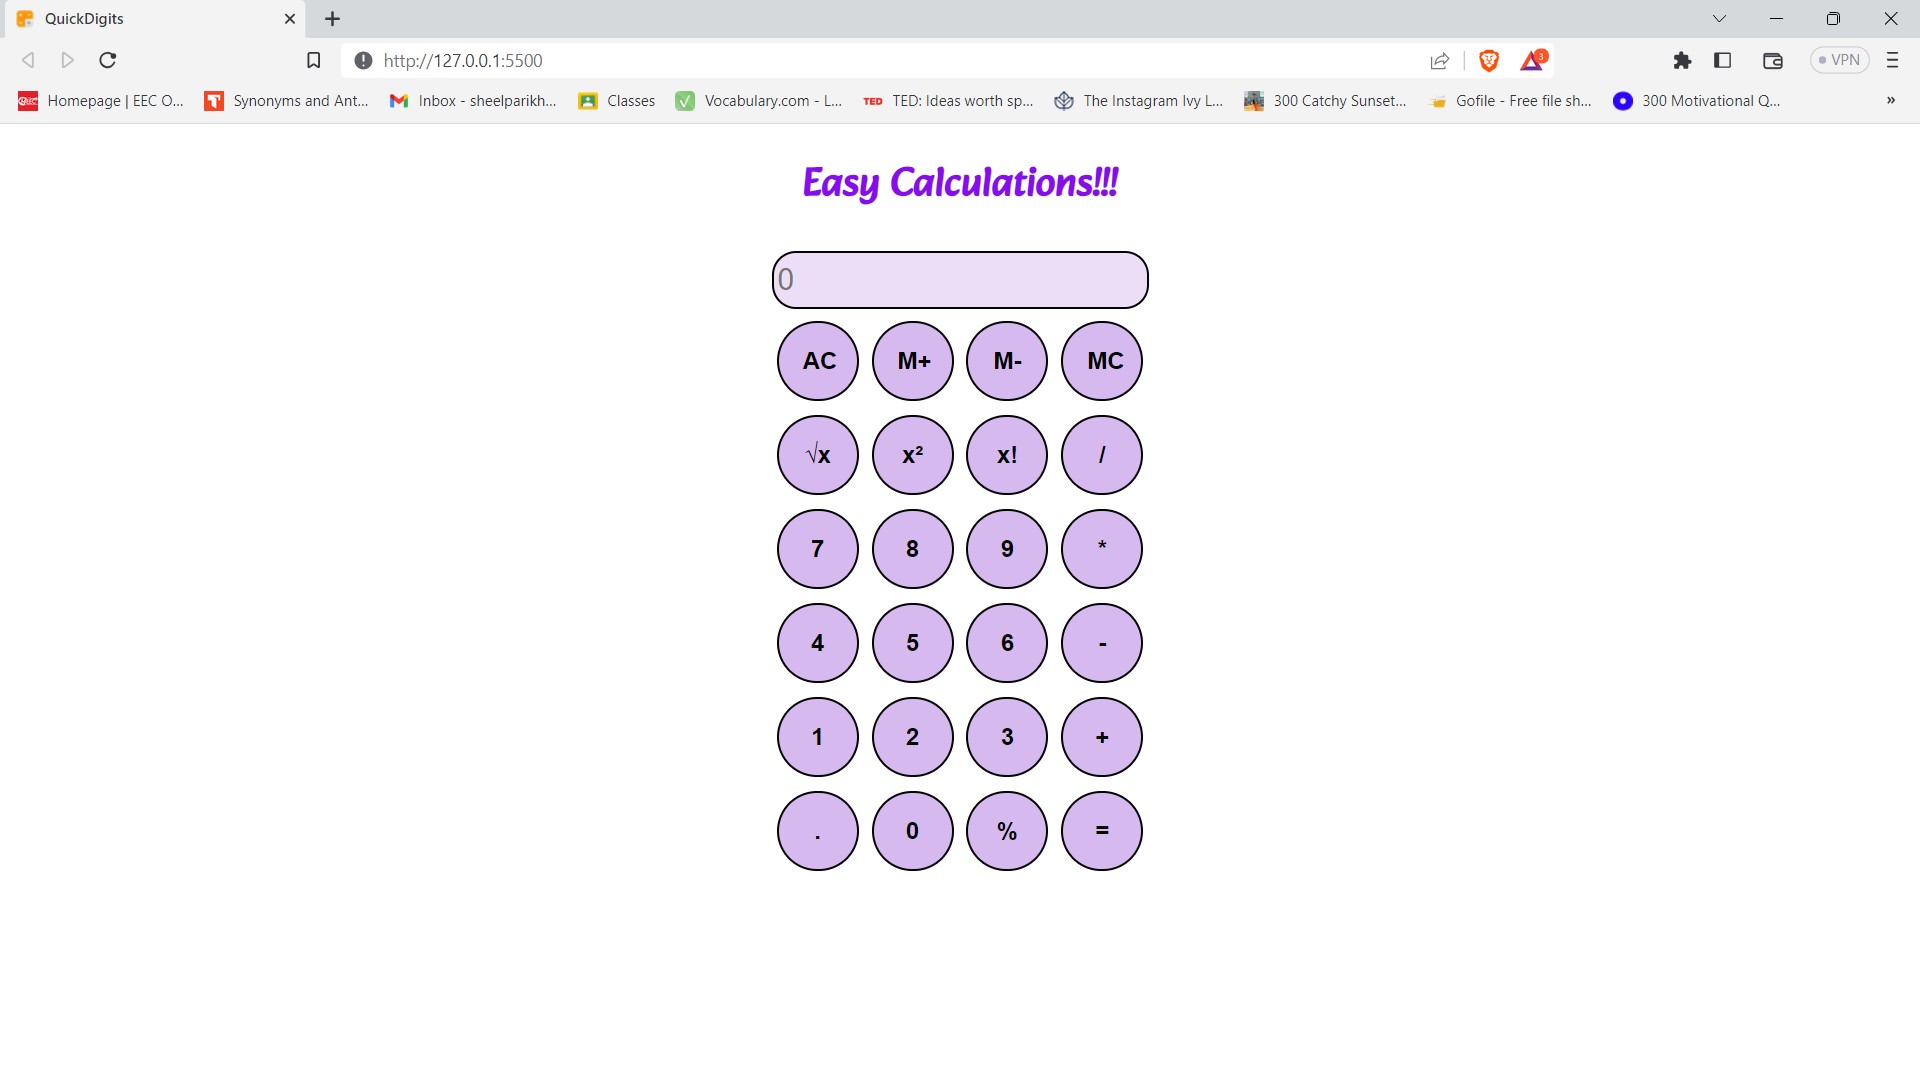 QuickDigits
http://127.0.0.1:5500
3
VPN
Homepage | EEC O... Synonyms and Ant... Inbox - sheelparikh... Classes Vocabulary.com - L... TED TED: Ideas worth sp... The Instagram Ivy L... 300 Catchy Sunset... Gofile - Free file sh... 300 Motivational Q... »
Easy Calculations!!!
0
AC M+ M- MC
√x x² x! /
7 8 9 *
4 5 6 -
1 2 3 +
. 0 % =